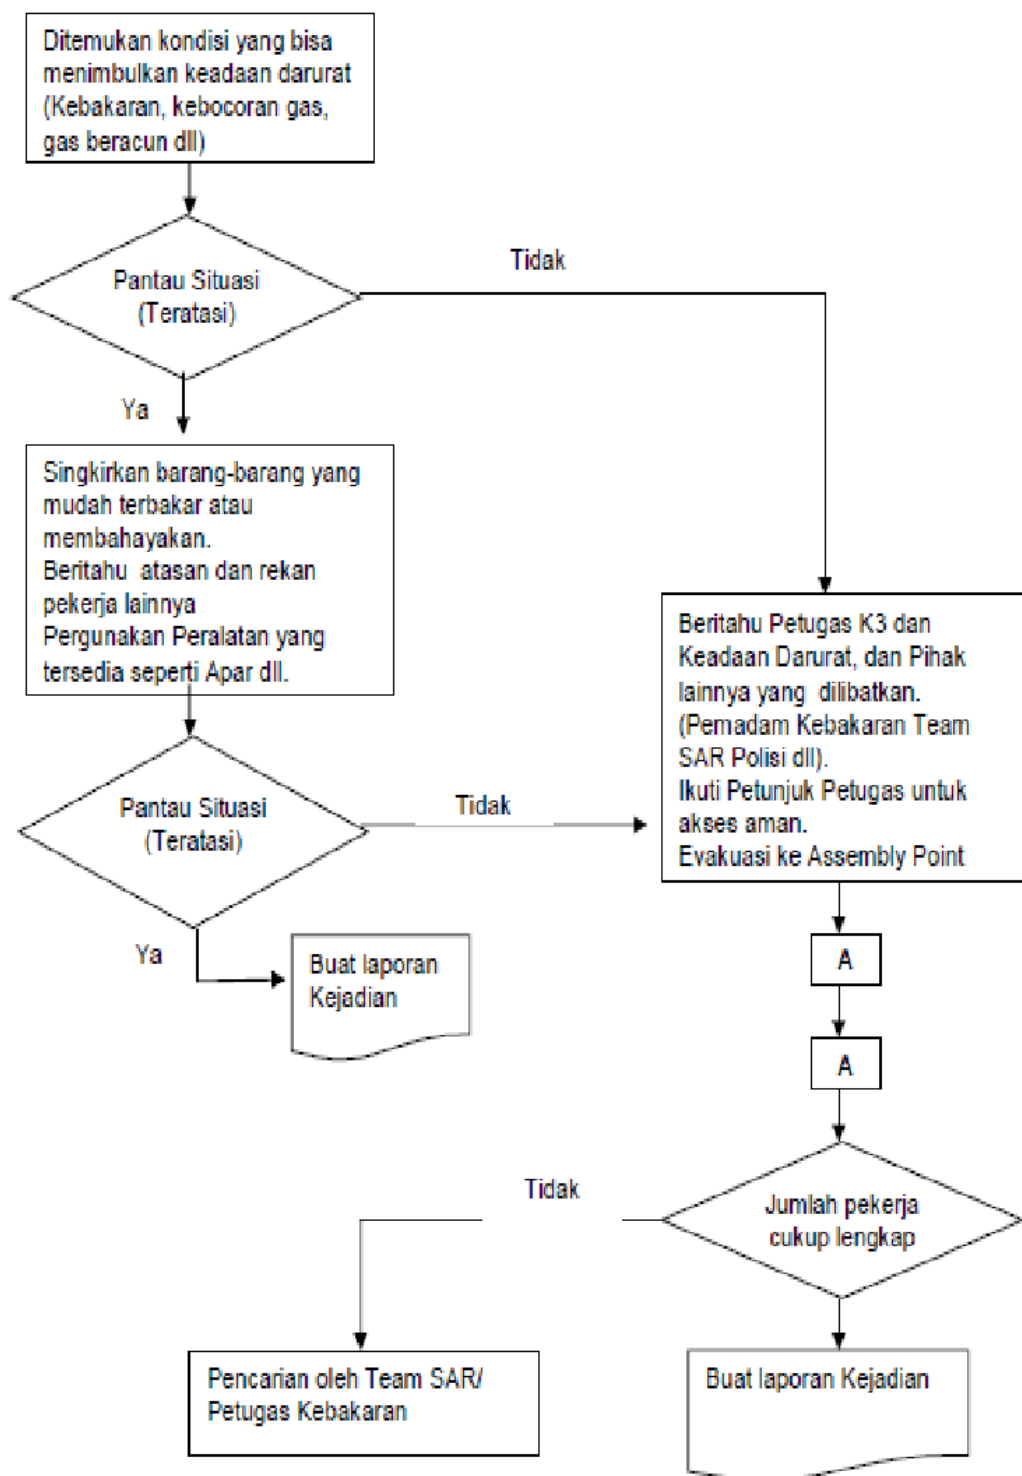 Ditemukan kondisi yang bisa
menimbulkan keadaan darurat
(Kebakaran, kebocoran gas,
gas beracun dll)
Pantau Situasi
(Teratasi)
Tidak
Ya
Singkirkan barang-barang yang
mudah terbakar atau
membahayakan.
Beritahu atasan dan rekan
pekerja lainnya
Pergunakan Peralatan yang
tersedia seperti Apar dll.
Beritahu Petugas K3 dan
Keadaan Darurat, dan Pihak
lainnya yang dilibatkan.
(Pemadam Kebakaran Team
SAR Polisi dll).
Ikuti Petunjuk Petugas untuk
akses aman.
Evakuasi ke Assembly Point
Pantau Situasi
(Teratasi)
Tidak
Ya
Buat laporan
Kejadian
A
A
Jumlah pekerja
cukup lengkap
Tidak
Pencarian oleh Team SAR/
Petugas Kebakaran
Buat laporan Kejadian